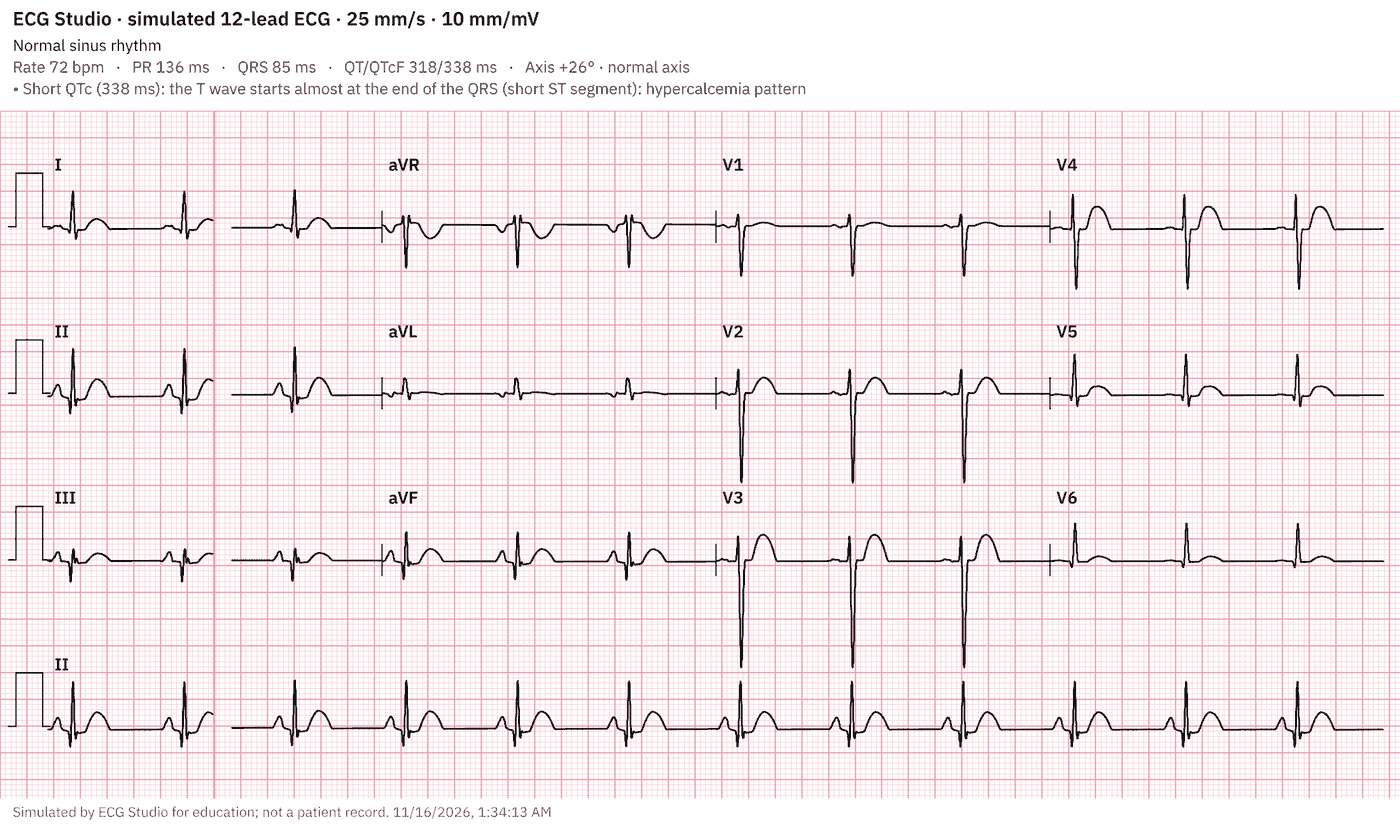 ECG Studio · simulated 12-lead ECG · 25 mm/s · 10 mm/mV
Normal sinus rhythm
Rate 72 bpm · PR 136 ms · QRS 85 ms · QT/QTcF 318/338 ms · Axis +26° · normal axis
• Short QTc (338 ms): the T wave starts almost at the end of the QRS (short ST segment): hypercalcemia pattern
I aVR V1 V4
II aVL V2 V5
III aVF V3 V6
II
Simulated by ECG Studio for education; not a patient record. 11/16/2026, 1:34:13 AM